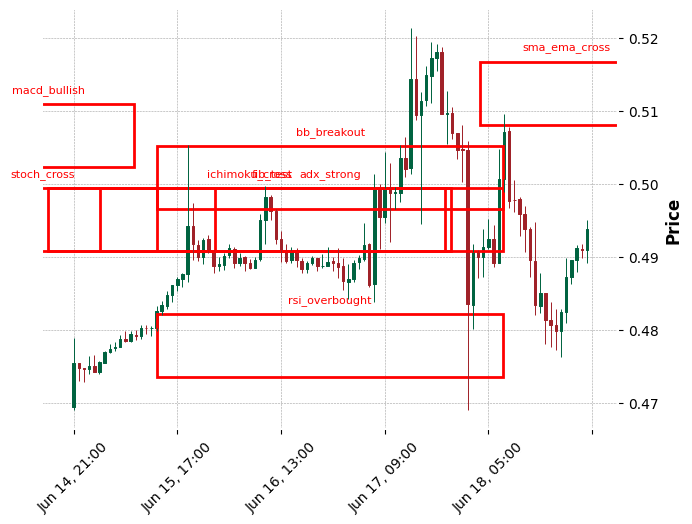 0.52
sma_ema_cross
macd_bullish
0.51
bb_breakout
stoch_cross
adx_strong
0.50
Price
0.49
rsi_overbought
0.48
0.47
Jun 14, 21:00
Jun 15, 17:00
Jun 16, 13:00
Jun 17, 09:00
Jun 18, 05:00